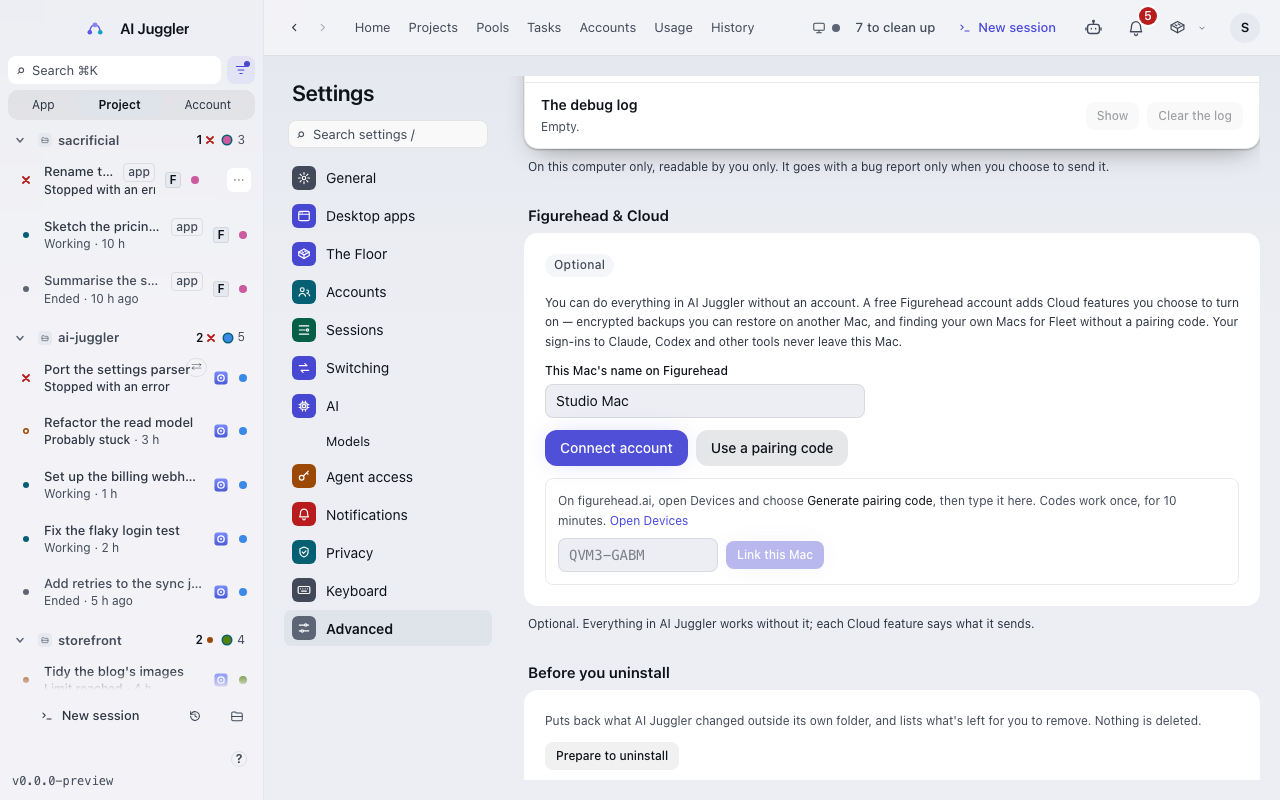 AI Juggler
Search ⌘K
App Project Account
sacrificial 1 3
Rename t... app
Stopped with an err F
Sketch the pricin... app
Working · 10 h F
Summarise the s... app
Ended · 10 h ago F
ai-juggler 2 5
Port the settings parser
Stopped with an error
Refactor the read model
Probably stuck · 3 h
Set up the billing webh...
Working · 1 h
Fix the flaky login test
Working · 2 h
Add retries to the sync j...
Ended · 5 h ago
storefront 2 4
Tidy the blog's images
New session
?
v0.0.0-preview
Home Projects Pools Tasks Accounts Usage History
7 to clean up
New session
5
S
Settings
Search settings /
General
Desktop apps
The Floor
Accounts
Sessions
Switching
AI
Models
Agent access
Notifications
Privacy
Keyboard
Advanced
The debug log
Empty.
Show Clear the log
On this computer only, readable by you only. It goes with a bug report only when you choose to send it.
Figurehead & Cloud
Optional
You can do everything in AI Juggler without an account. A free Figurehead account adds Cloud features you choose to turn
on — encrypted backups you can restore on another Mac, and finding your own Macs for Fleet without a pairing code. Your
sign-ins to Claude, Codex and other tools never leave this Mac.
This Mac's name on Figurehead
Studio Mac
Connect account Use a pairing code
On figurehead.ai, open Devices and choose Generate pairing code, then type it here. Codes work once, for 10
minutes. Open Devices
QVM3-GABM Link this Mac
Optional. Everything in AI Juggler works without it; each Cloud feature says what it sends.
Before you uninstall
Puts back what AI Juggler changed outside its own folder, and lists what's left for you to remove. Nothing is deleted.
Prepare to uninstall